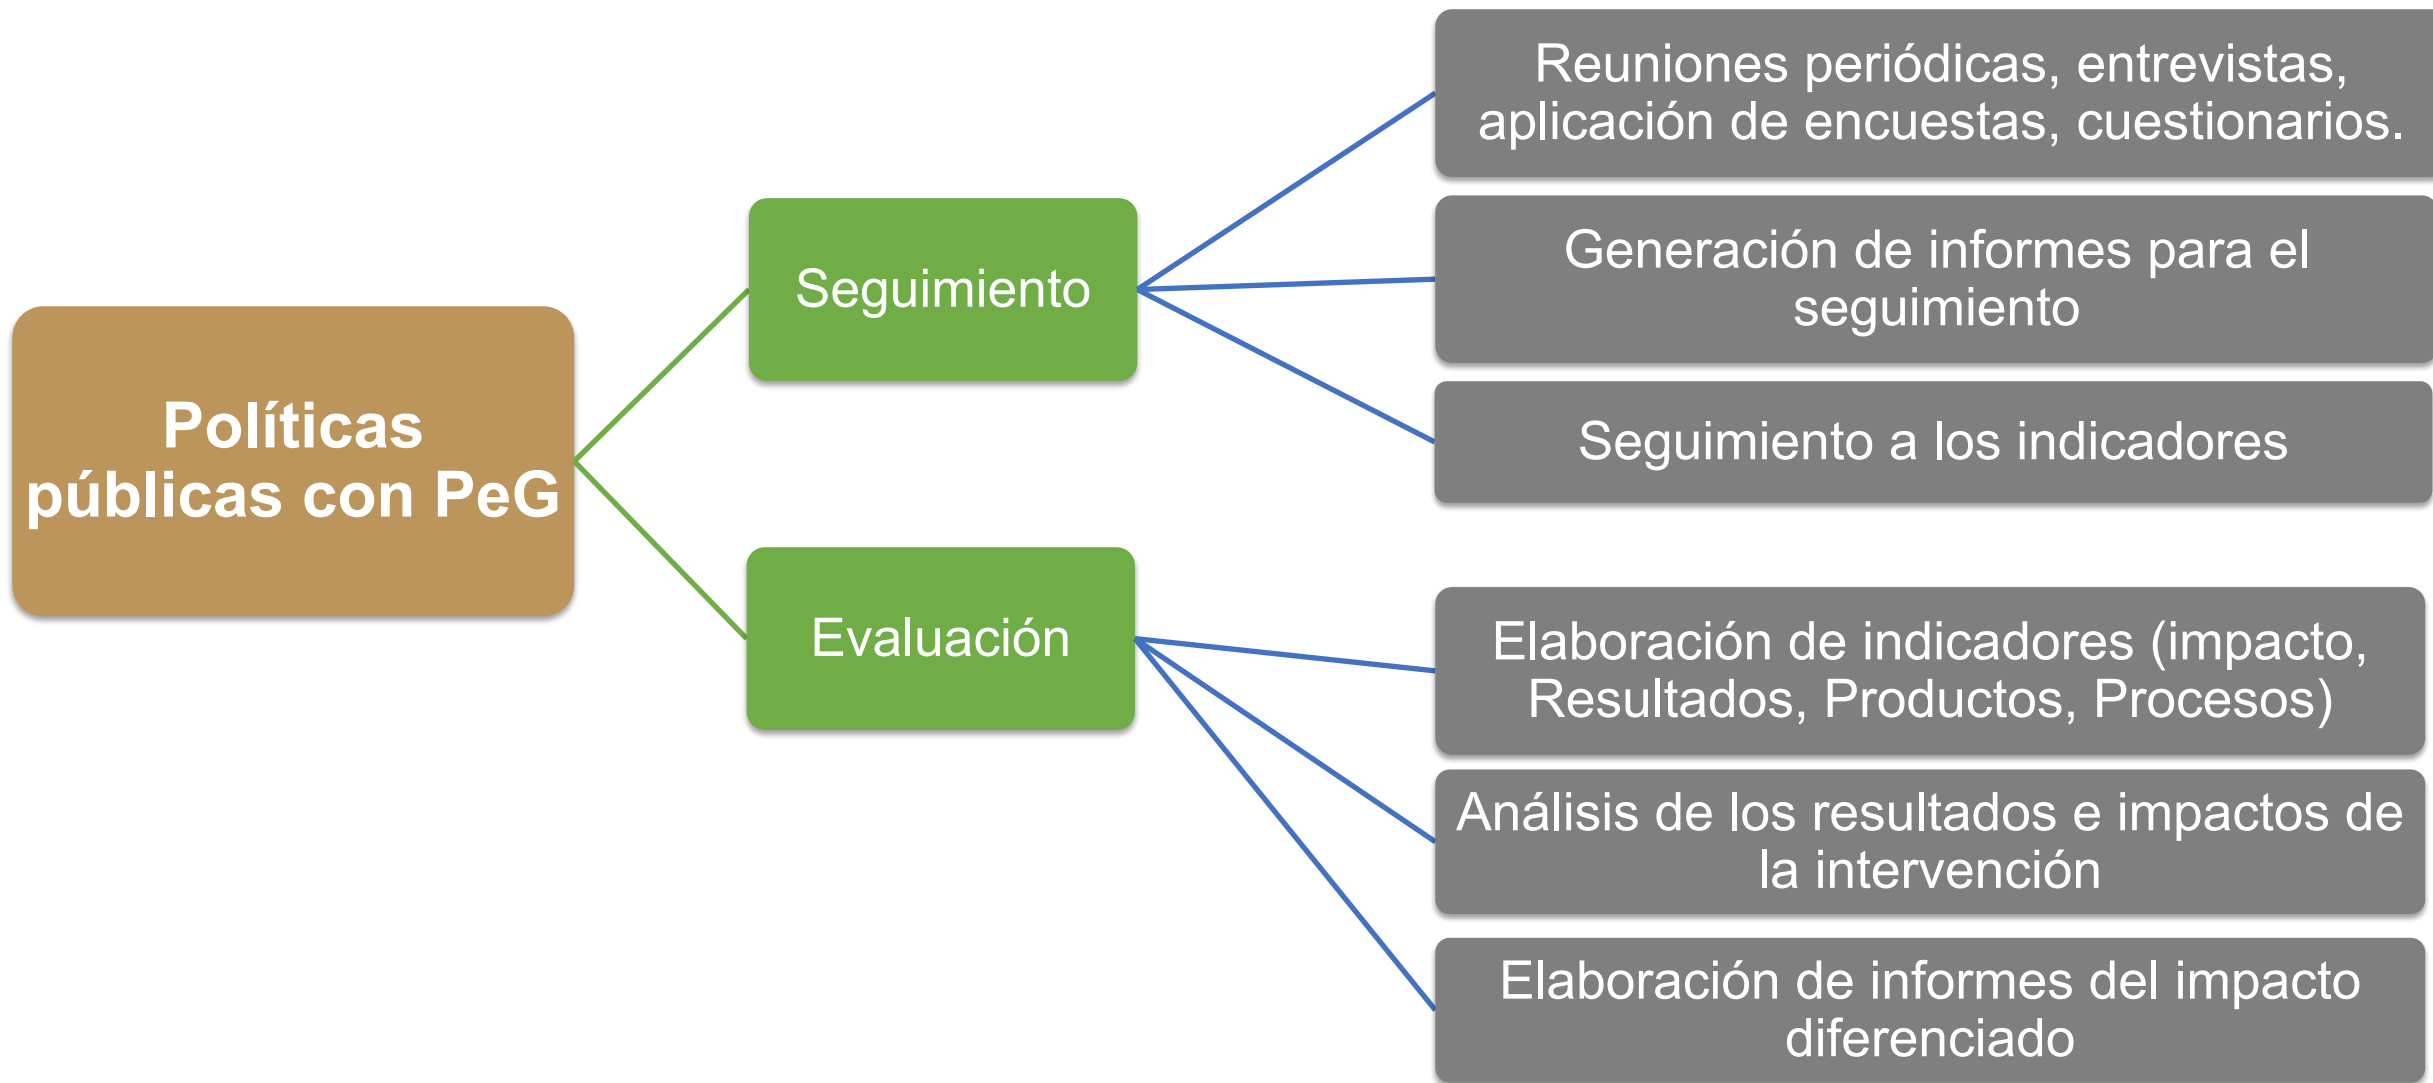 Políticas
públicas con PeG
Seguimiento
Reuniones periódicas, entrevistas,
aplicación de encuestas, cuestionarios.
Generación de informes para el
seguimiento
Seguimiento a los indicadores
Evaluación
Elaboración de indicadores (impacto,
Resultados, Productos, Procesos)
Análisis de los resultados e impactos de
la intervención
Elaboración de informes del impacto
diferenciado